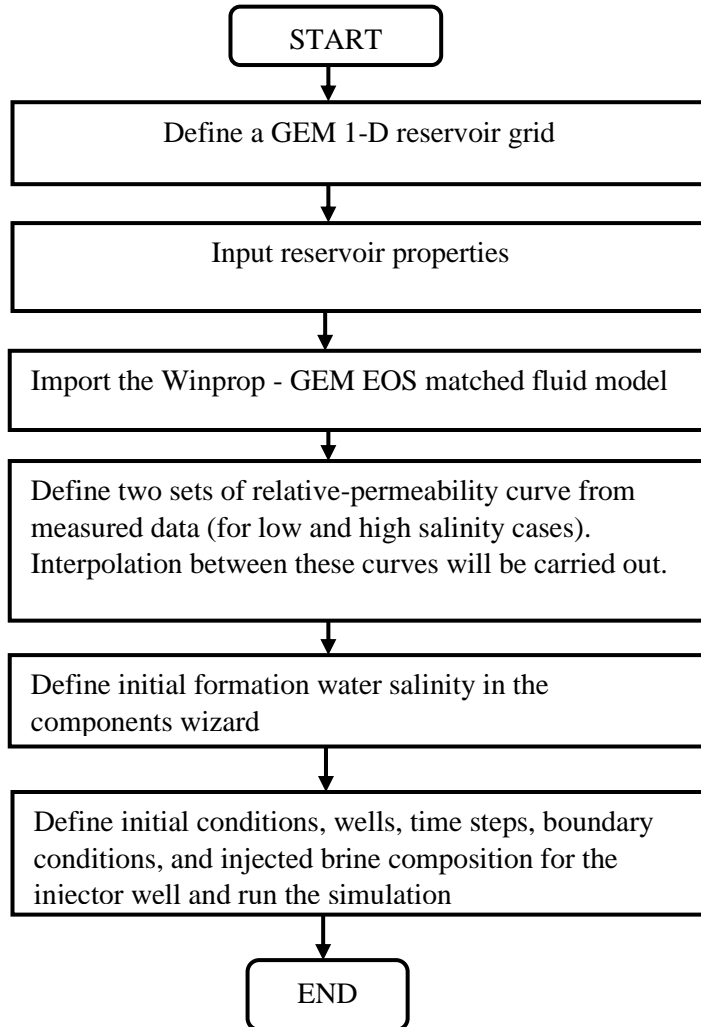 START
Define a GEM 1-D reservoir grid
Input reservoir properties
Import the Winprop - GEM EOS matched fluid model
Define two sets of relative-permeability curve from
measured data (for low and high salinity cases).
Interpolation between these curves will be carried out.
Define initial formation water salinity in the
components wizard
Define initial conditions, wells, time steps, boundary
conditions, and injected brine composition for the
injector well and run the simulation
END